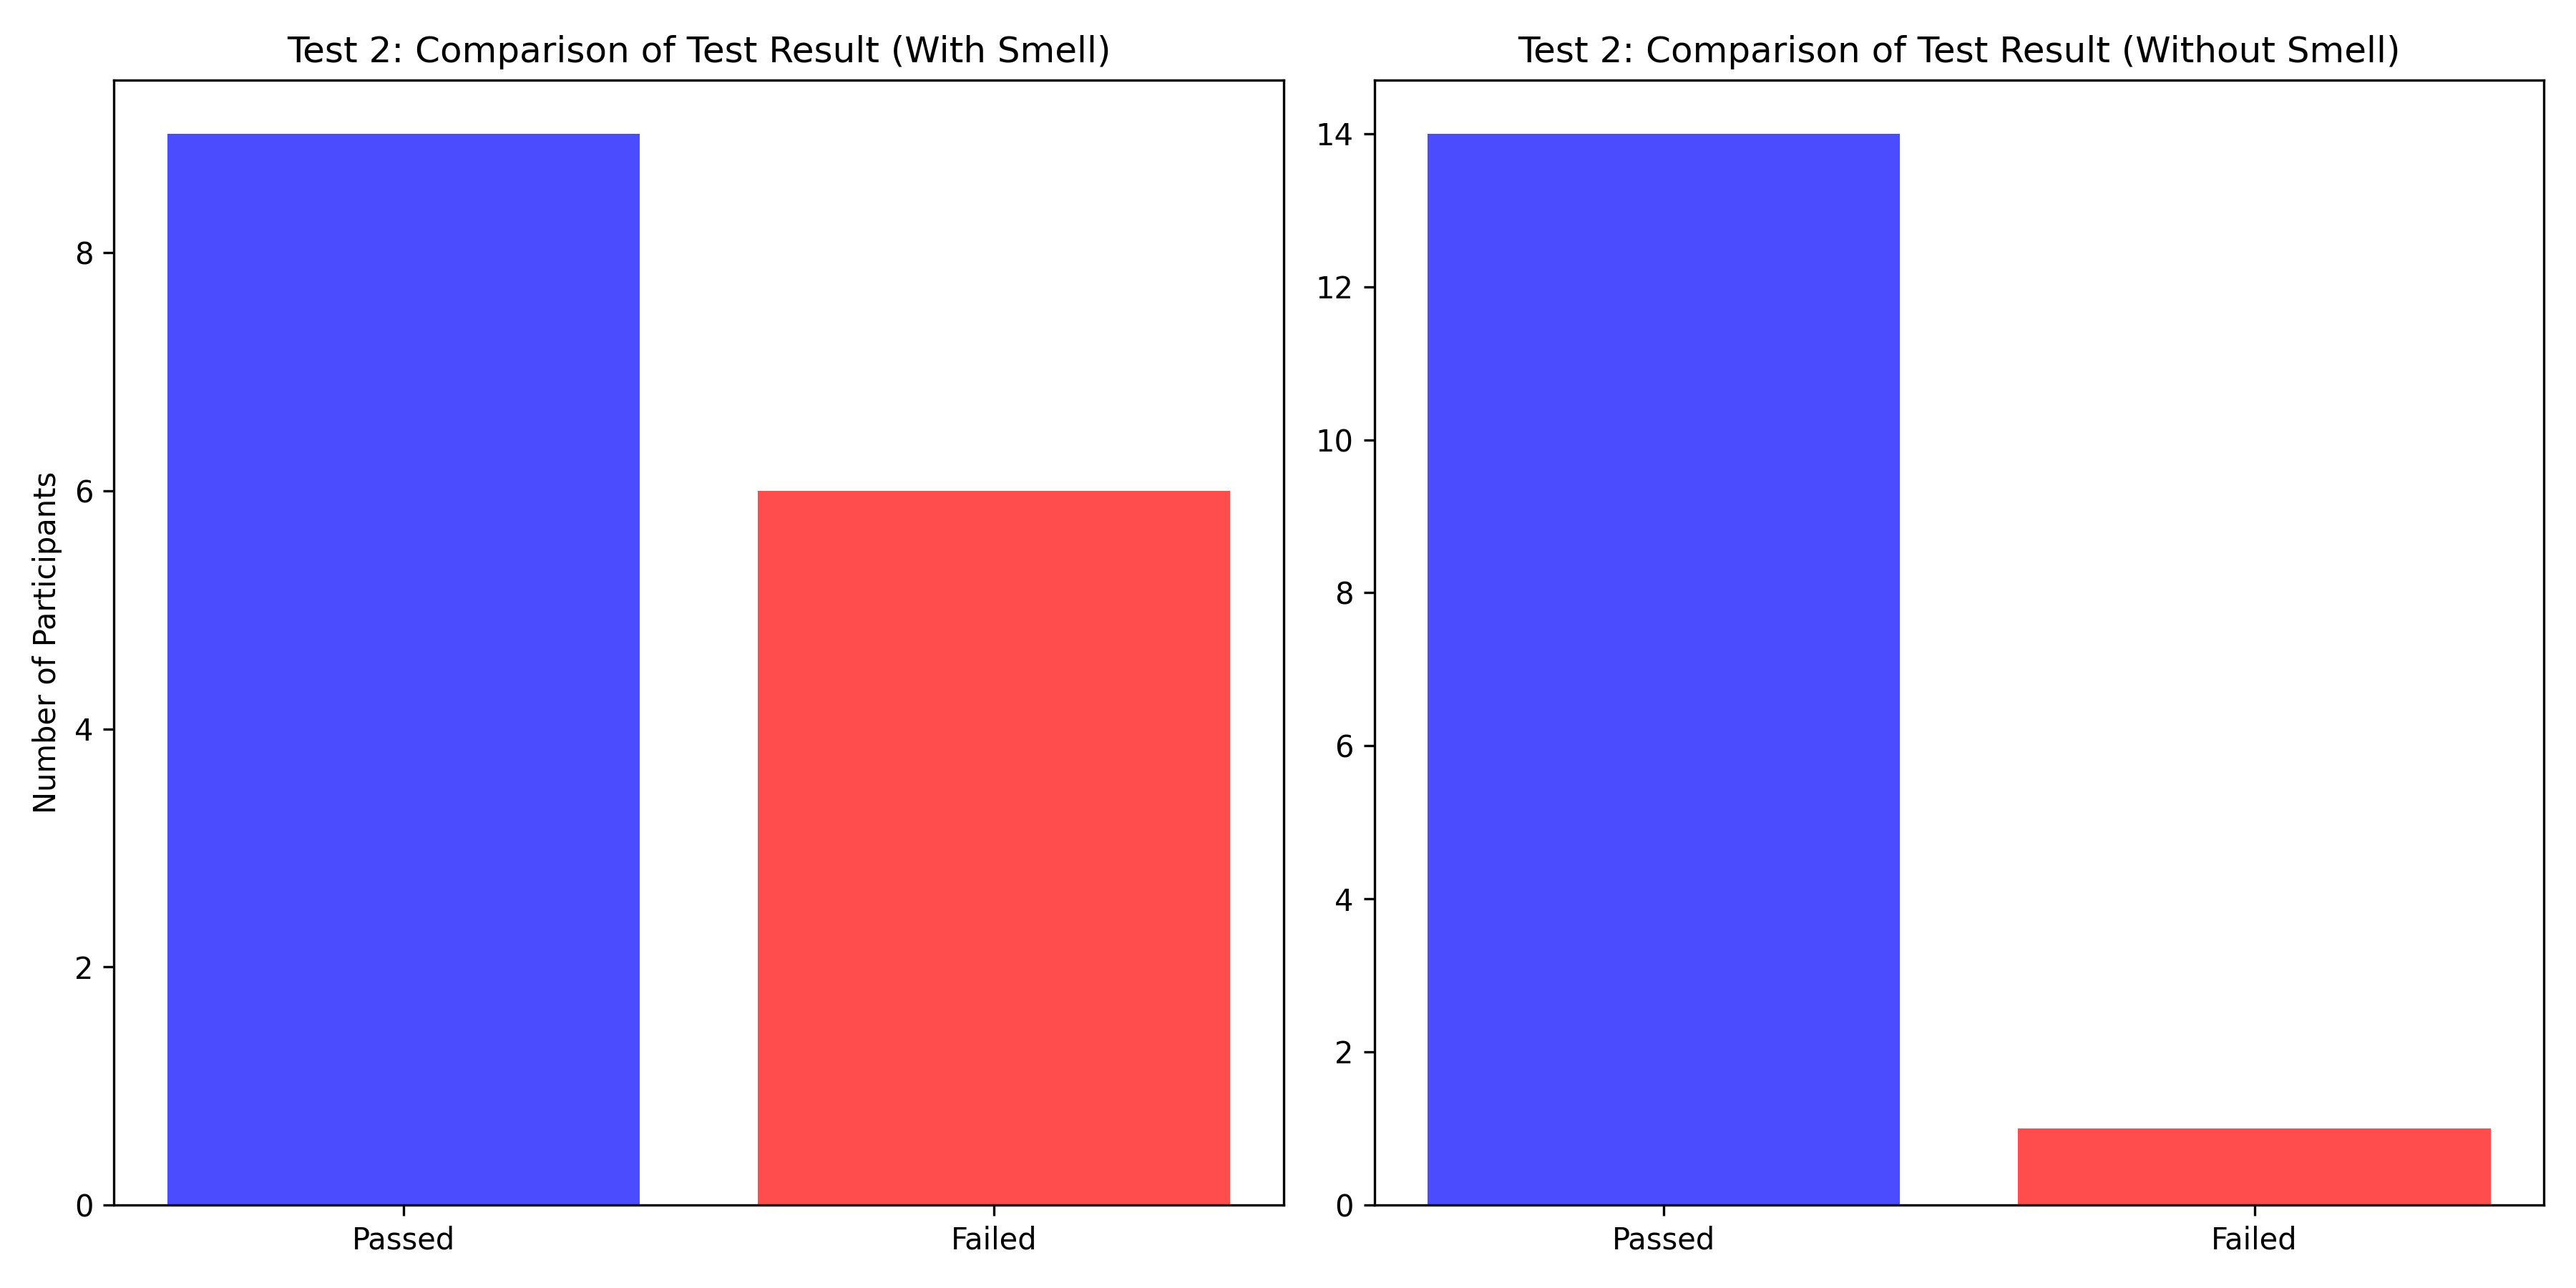 Test 2: Comparison of Test Result (With Smell)
Number of Participants
8
6
4
2
0
Passed
Failed
Test 2: Comparison of Test Result (Without Smell)
14
12
10
8
6
4
2
0
Passed
Failed